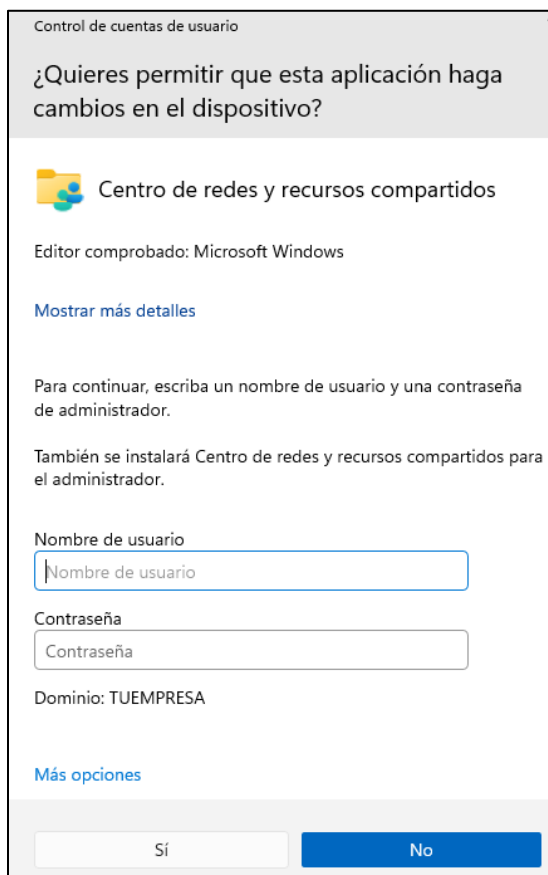 Control de cuentas de usuario
¿Quieres permitir que esta aplicación haga
cambios en el dispositivo?
Centro de redes y recursos compartidos
Editor comprobado: Microsoft Windows
Mostrar más detalles
Para continuar, escriba un nombre de usuario y una contraseña
de administrador.
También se instalará Centro de redes y recursos compartidos para
el administrador.
Nombre de usuario
Nombre de usuario
Contraseña
Contraseña
Dominio: TUEMPRESA
Más opciones
Sí
No